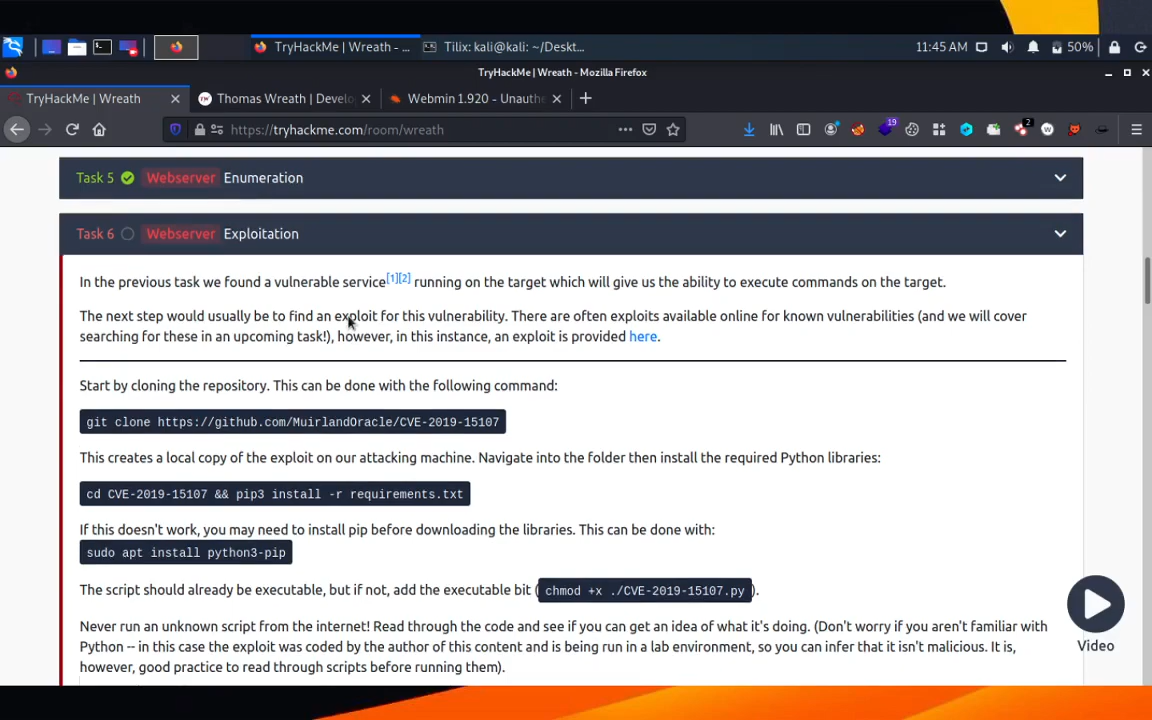 TryHackMe | Wreath - ...
Tilix: kali@kali: ~/Deskt...
11:45 AM
50%
TryHackMe | Wreath - Mozilla Firefox
TryHackMe | Wreath
TW
Thomas Wreath | Develo
Webmin 1.920 - Unauthe
https://tryhackme.com/room/wreath
19
2
W
Task 5 Webserver Enumeration
Task 6 Webserver Exploitation
In the previous task we found a vulnerable service[1][2] running on the target which will give us the ability to execute commands on the target.
The next step would usually be to find an exploit for this vulnerability. There are often exploits available online for known vulnerabilities (and we will cover
searching for these in an upcoming task!), however, in this instance, an exploit is provided here.
Start by cloning the repository. This can be done with the following command:
git clone https://github.com/MuirlandOracle/CVE-2019-15107
This creates a local copy of the exploit on our attacking machine. Navigate into the folder then install the required Python libraries:
cd CVE-2019-15107 && pip3 install -r requirements.txt
If this doesn't work, you may need to install pip before downloading the libraries. This can be done with:
sudo apt install python3-pip
The script should already be executable, but if not, add the executable bit ( chmod +x ./CVE-2019-15107.py ).
Never run an unknown script from the internet! Read through the code and see if you can get an idea of what it's doing. (Don't worry if you aren't familiar with
Python -- in this case the exploit was coded by the author of this content and is being run in a lab environment, so you can infer that it isn't malicious. It is,
however, good practice to read through scripts before running them).
Video